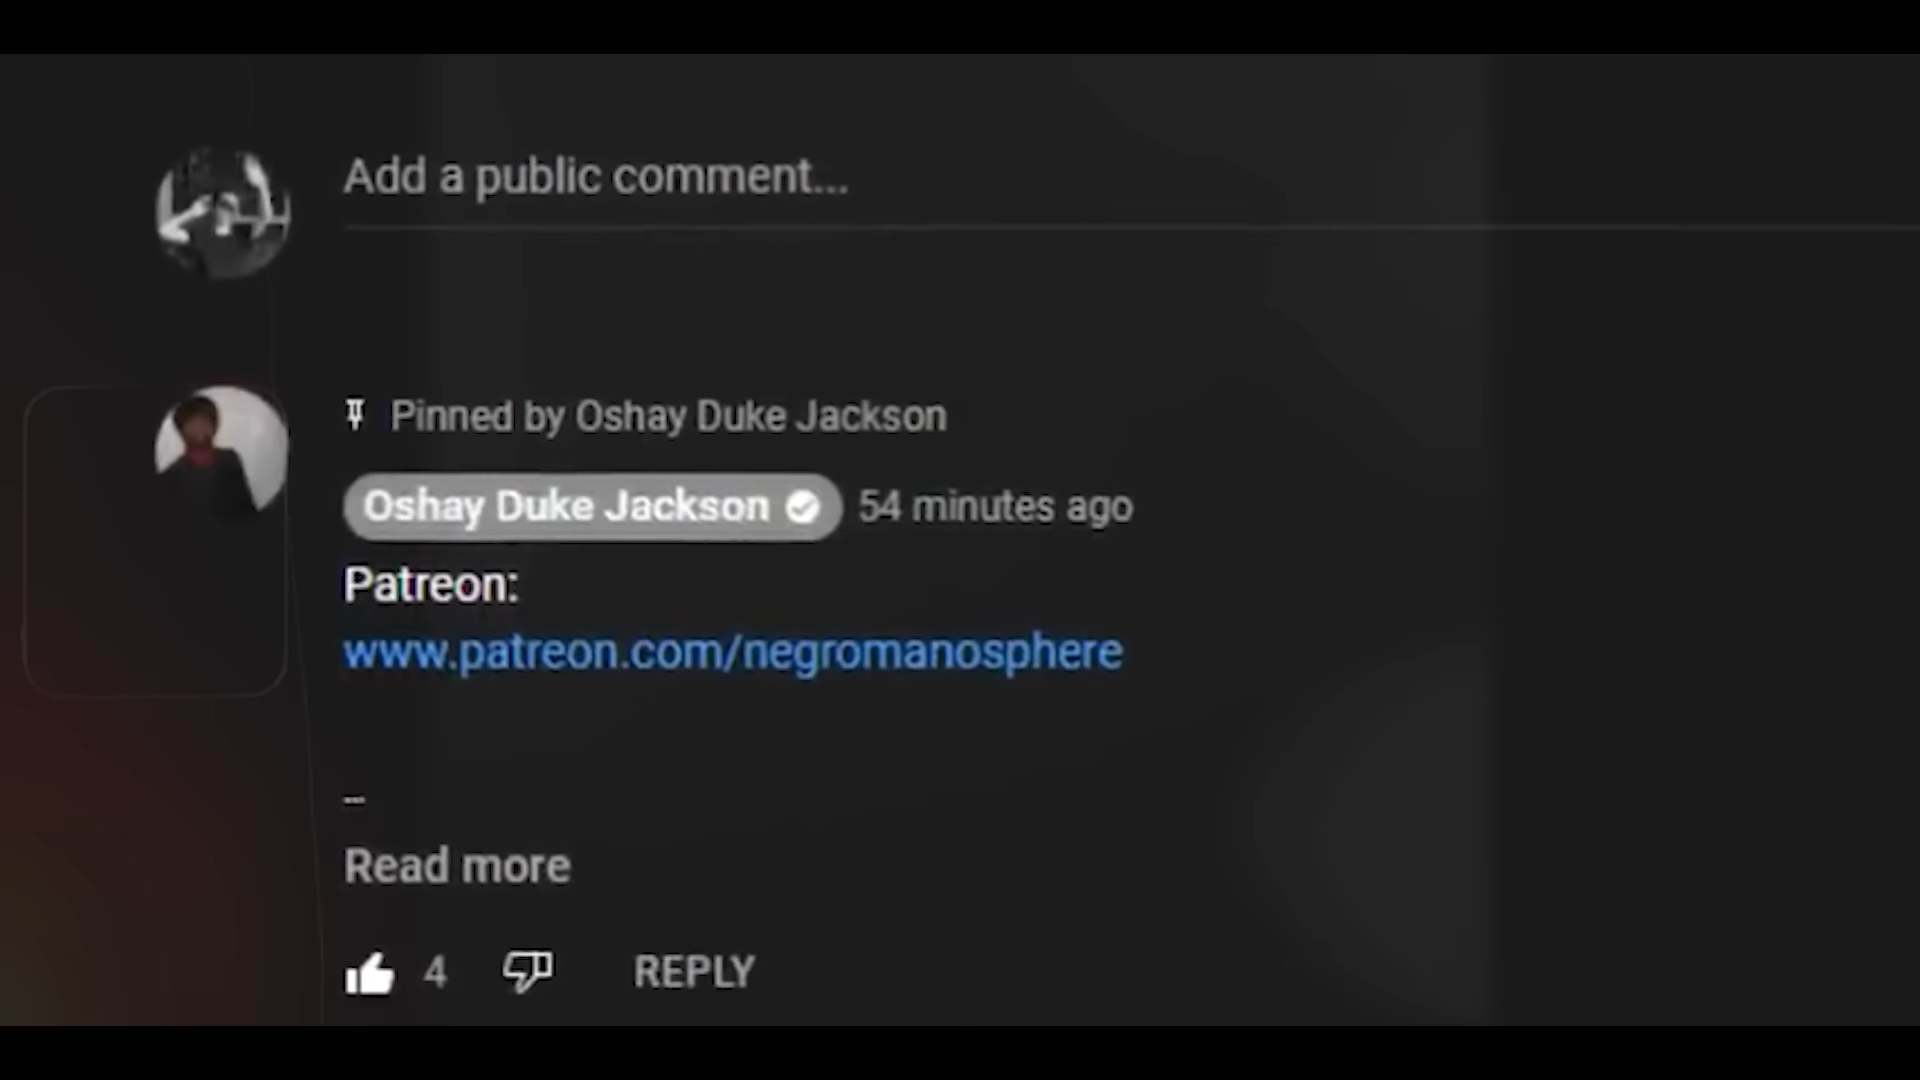 Add a public comment...
Pinned by Oshay Duke Jackson
Oshay Duke Jackson 54 minutes ago
Patreon:
www.patreon.com/negromanosphere
--
Read more
4 REPLY